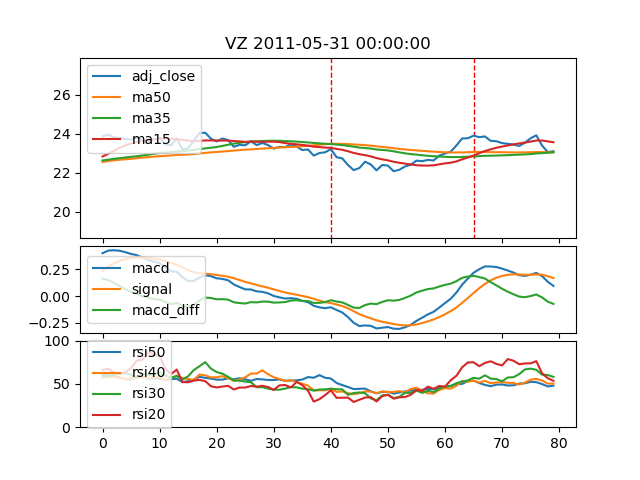 VZ 2011-05-31 00:00:00
26
24
22
20
adj_close
ma50
ma35
ma15
0.25
0.00
−0.25
macd
signal
macd_diff
100
50
0
rsi50
rsi40
rsi30
rsi20
0 10 20 30 40 50 60 70 80